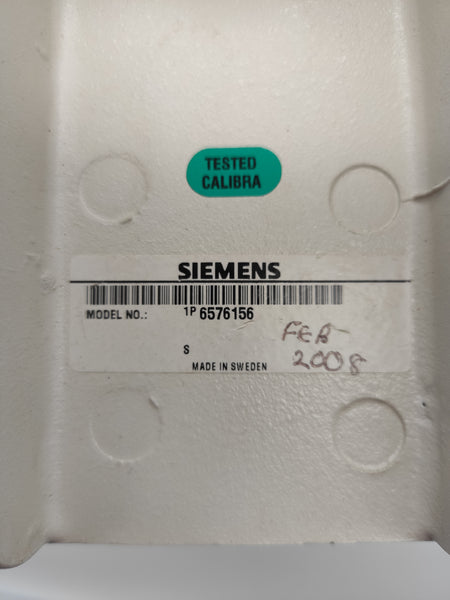 TESTED
CALIBRA
SIEMENS
MODEL NO.: 1P 6576156
S
MADE IN SWEDEN
FEB
2008